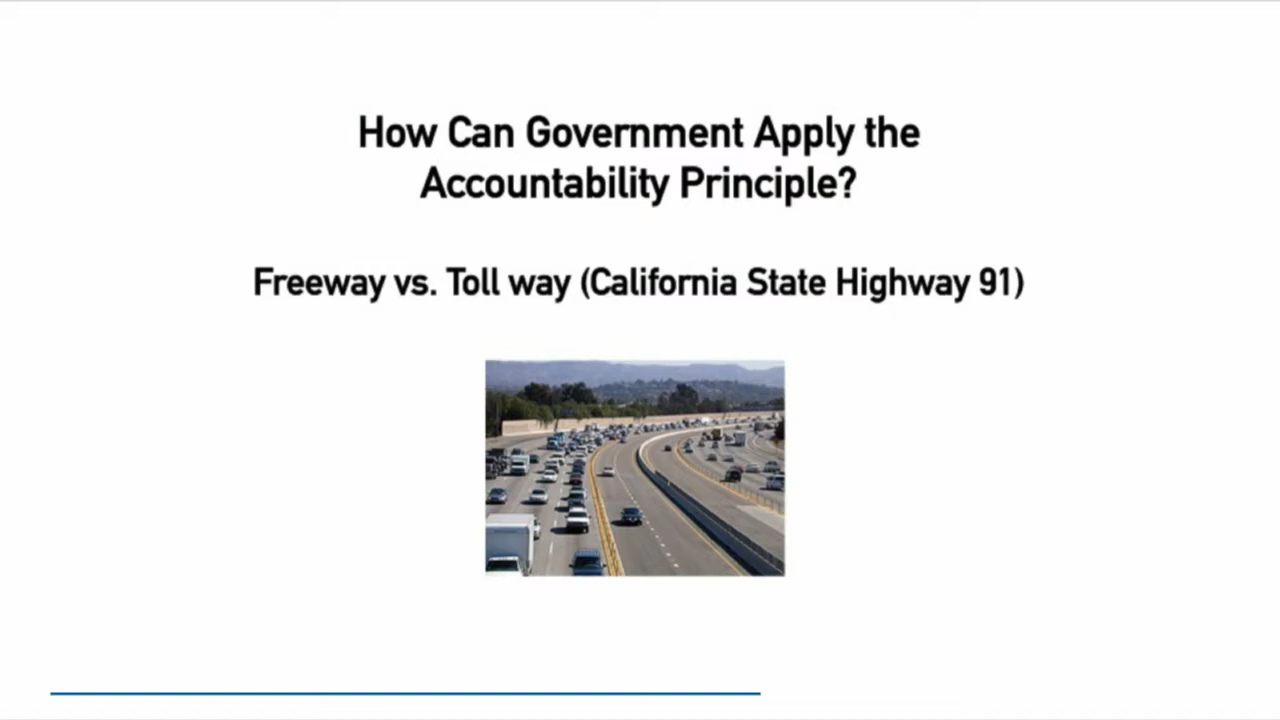 How Can Government Apply the
Accountability Principle?
Freeway vs. Toll way (California State Highway 91)